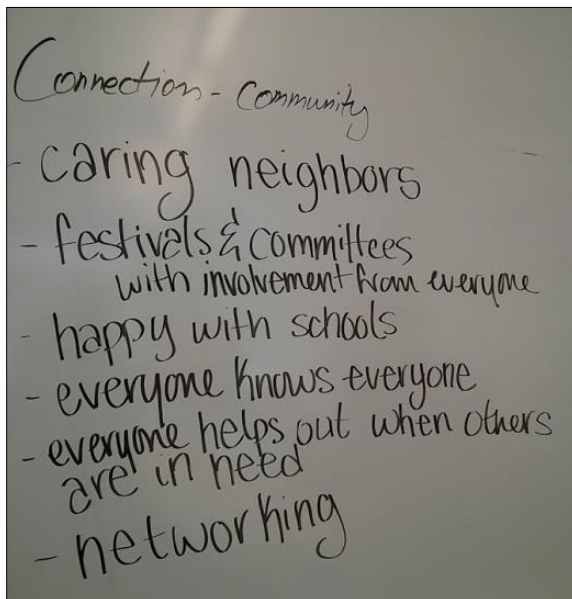 Connection - Community
- caring neighbors
- festivals & committees
with involvement from everyone
- happy with schools
- everyone knows everyone
- everyone helps out when others
are in need
- networking